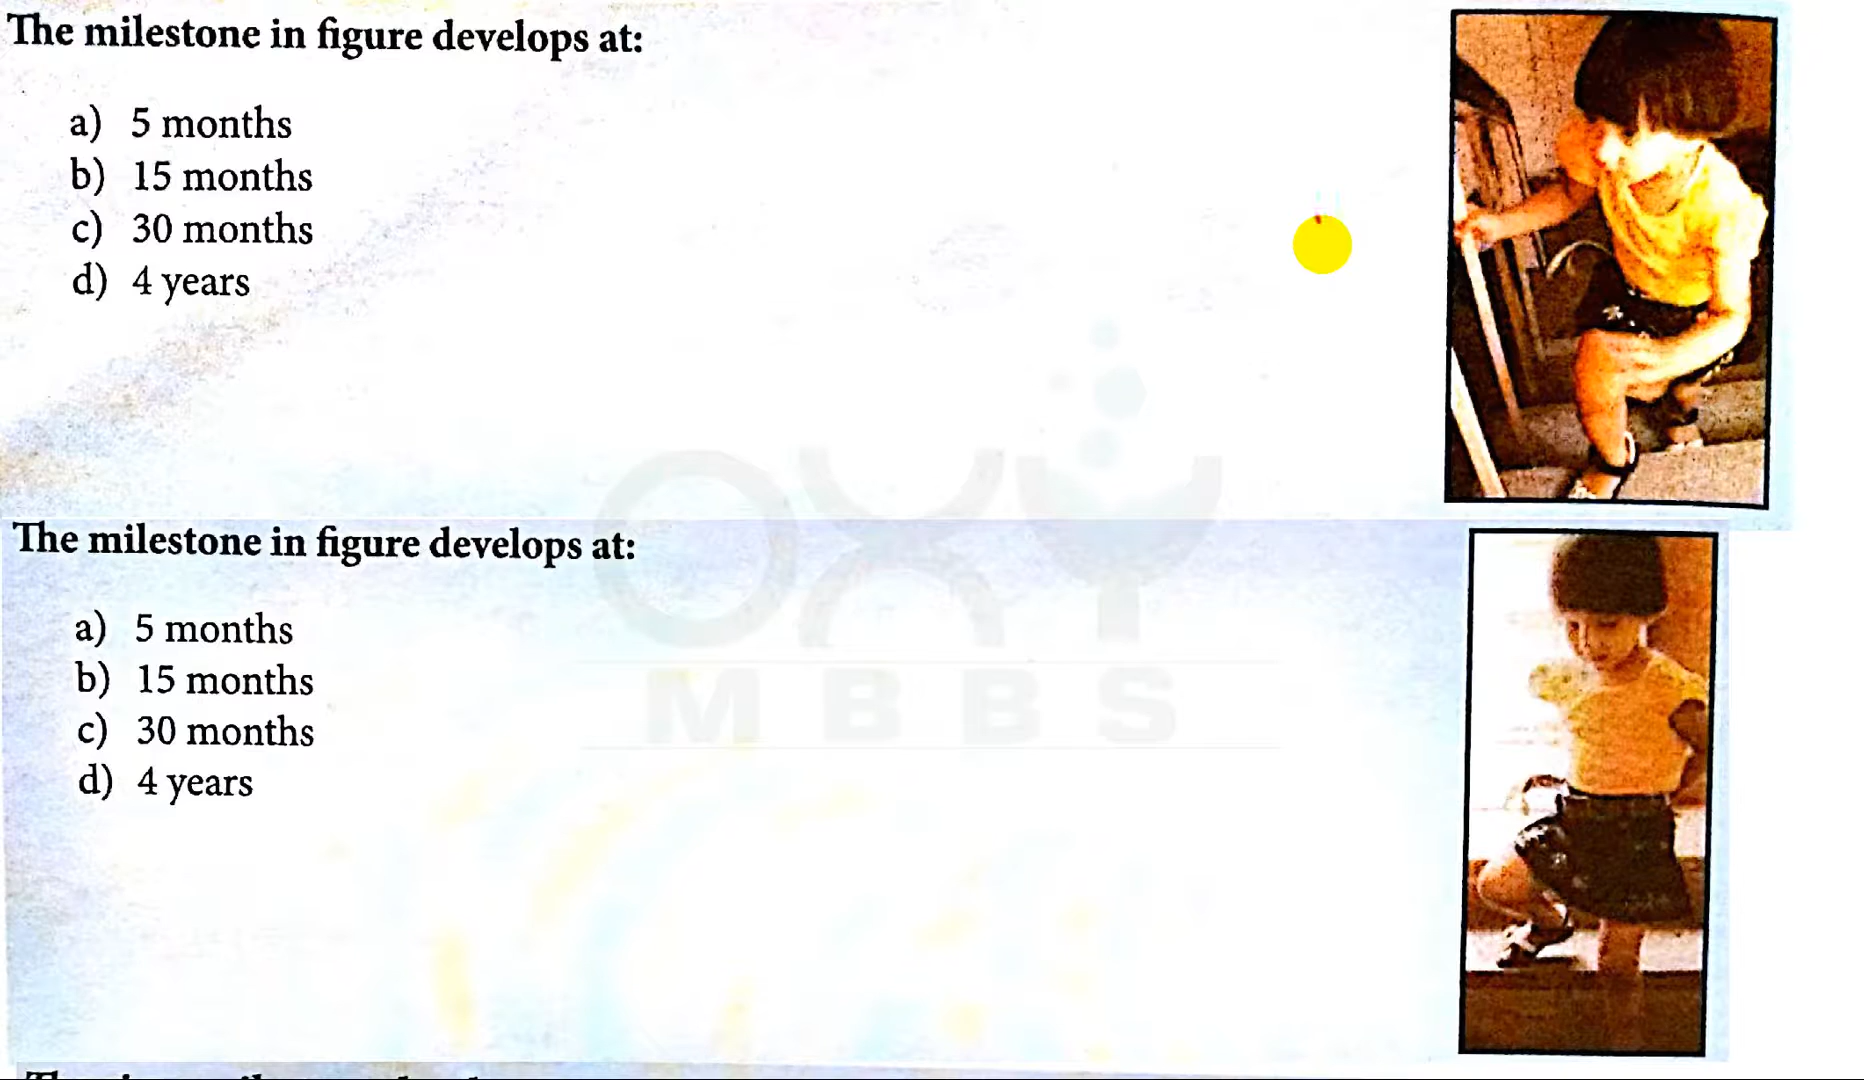 The milestone in figure develops at:
a) 5 months
b) 15 months
c) 30 months
d) 4 years
OXY
MBBS
The milestone in figure develops at:
a) 5 months
b) 15 months
c) 30 months
d) 4 years